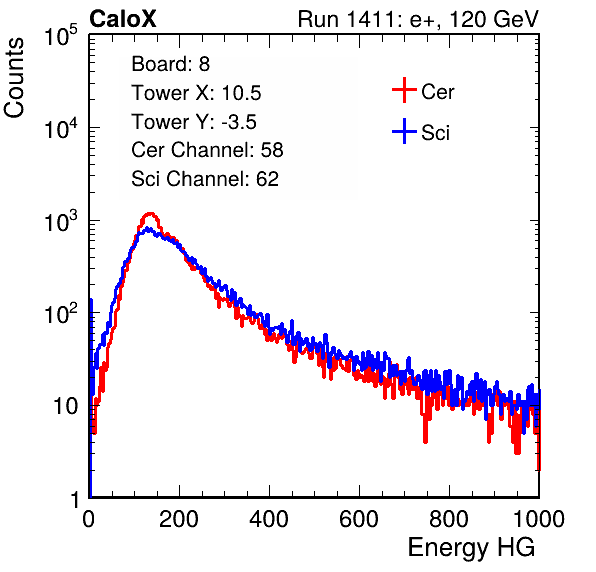 CaloX
Run 1411: e+, 120 GeV
Counts
10^5
10^4
10^3
10^2
10
1
Board: 8
Tower X: 10.5
Tower Y: -3.5
Cer Channel: 58
Sci Channel: 62
Cer
Sci
0 200 400 600 800 1000
Energy HG